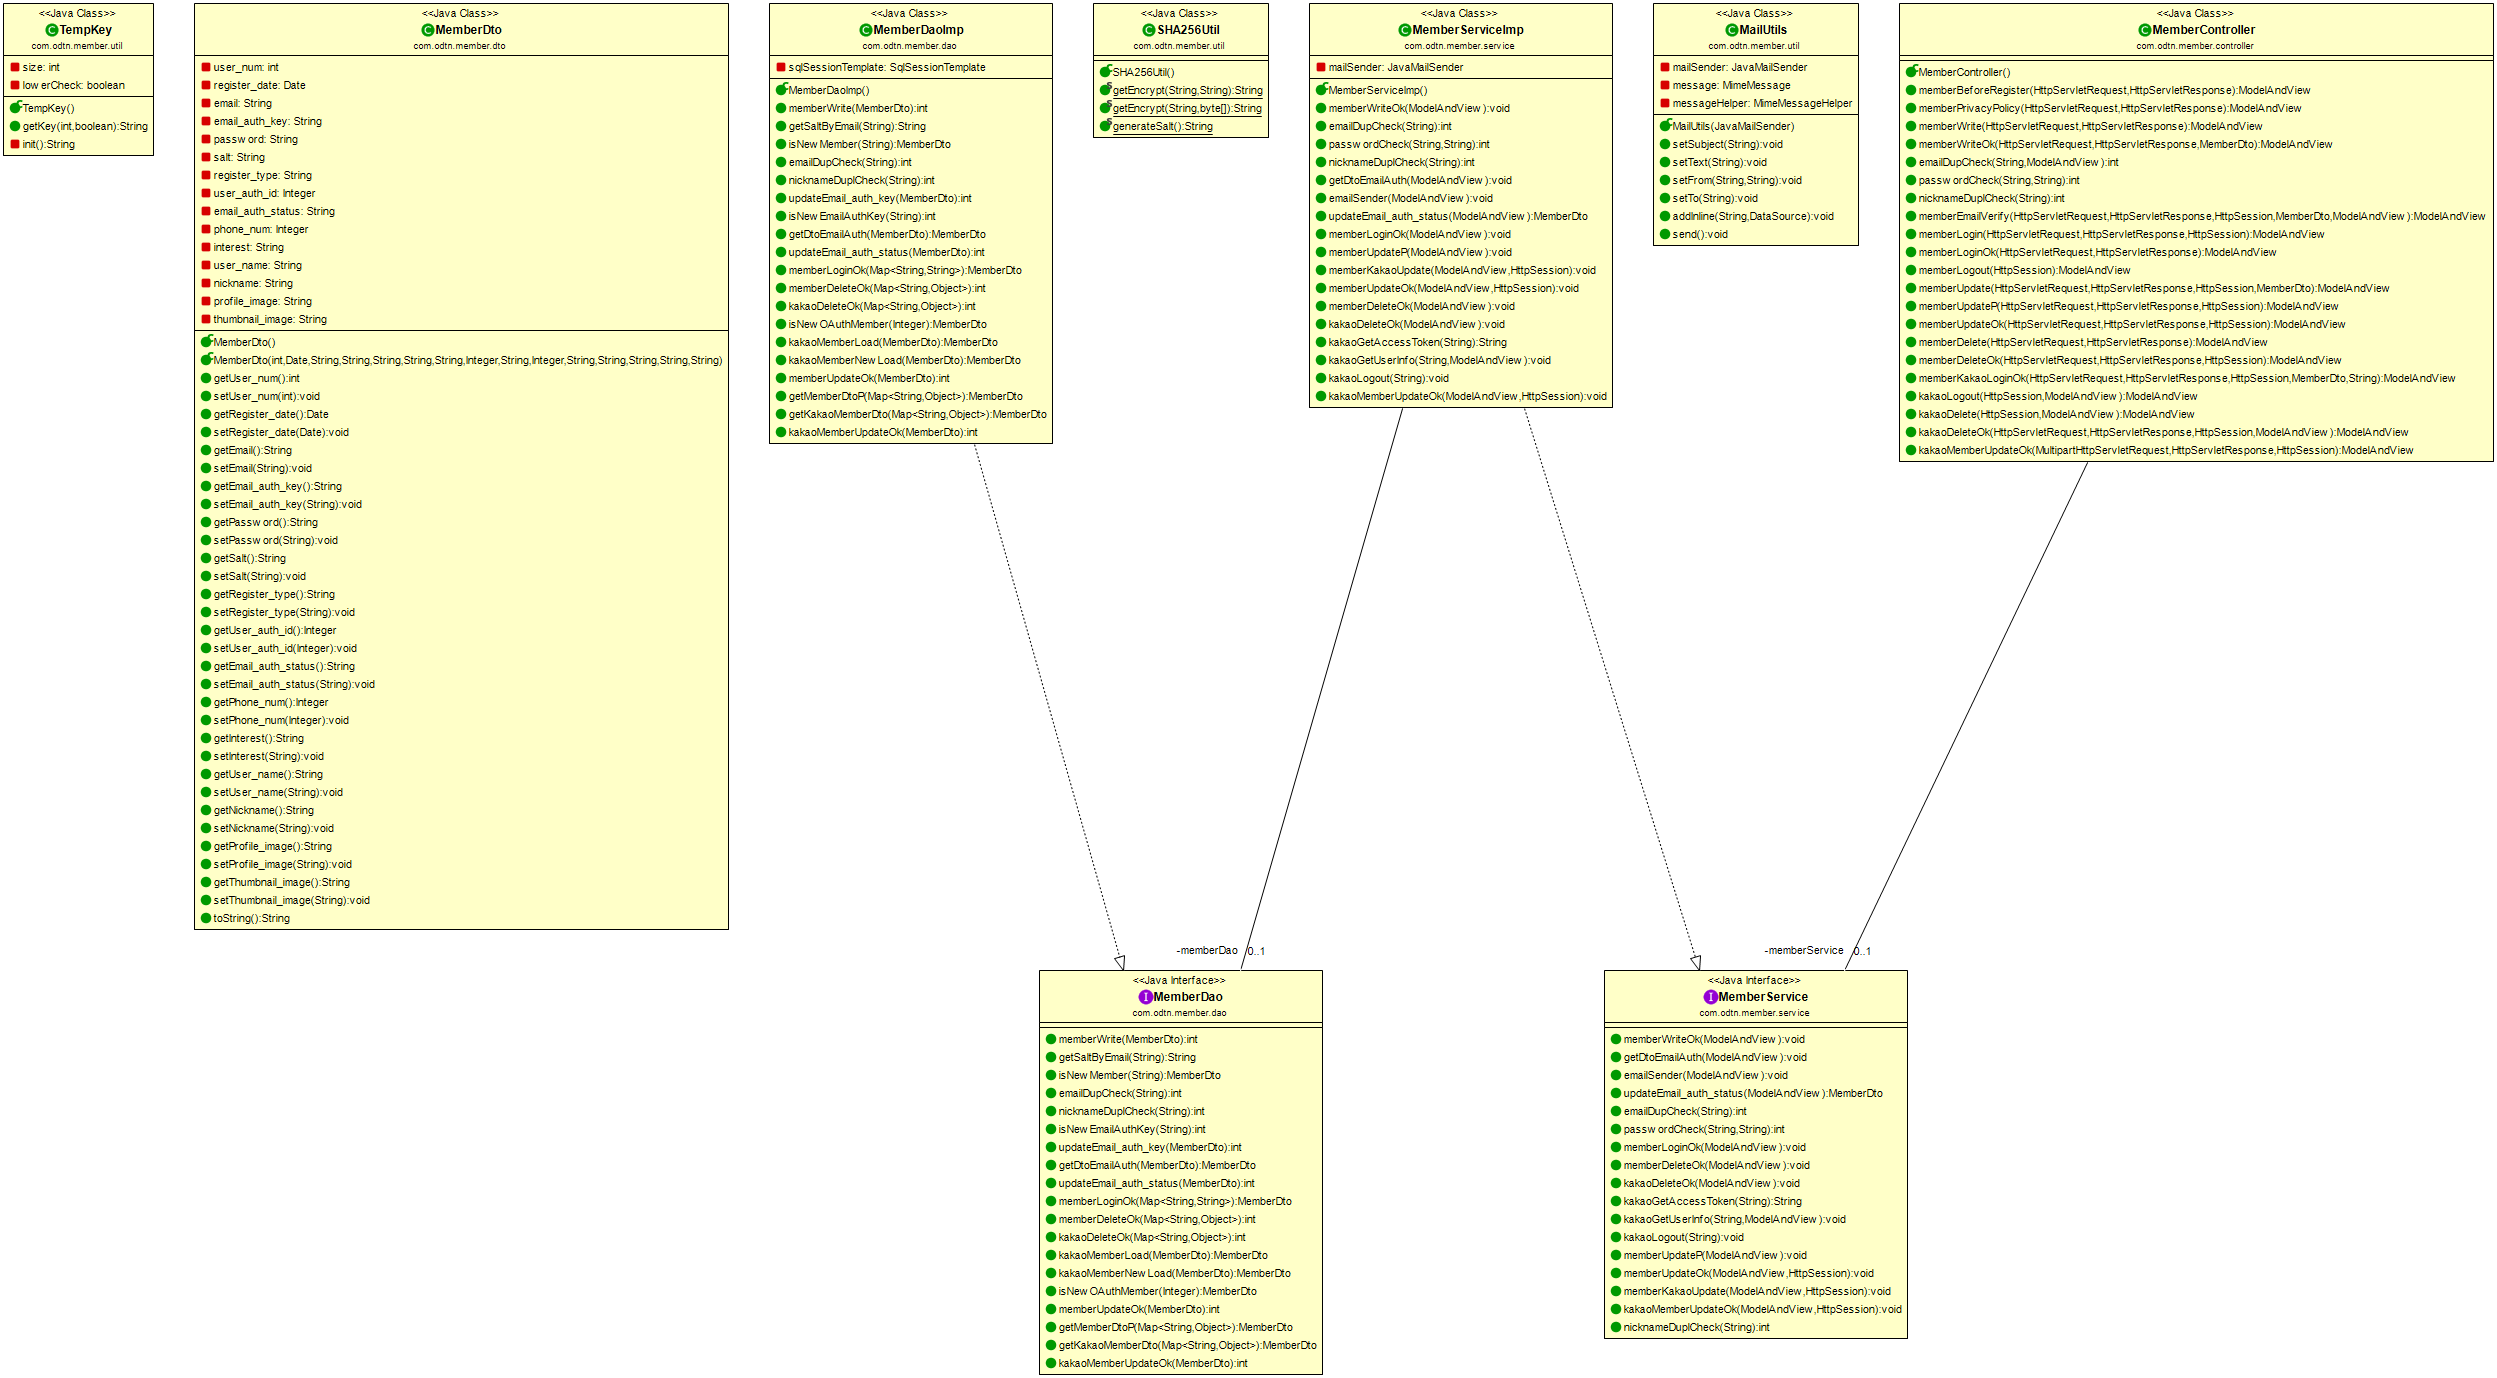 <<Java Class>>
TempKey
com.odtn.member.util
size: int
lowerCheck: boolean
TempKey()
getKey(int,boolean):String
init():String
<<Java Class>>
MemberDto
com.odtn.member.dto
user_num: int
register_date: Date
email: String
email_auth_key: String
password: String
salt: String
register_type: String
user_auth_id: Integer
email_auth_status: String
phone_num: Integer
interest: String
user_name: String
nickname: String
profile_image: String
thumbnail_image: String
MemberDto()
MemberDto(int,Date,String,String,String,String,String,Integer,String,Integer,String,String,String,String,String)
getUser_num():int
setUser_num(int):void
getRegister_date():Date
setRegister_date(Date):void
getEmail():String
setEmail(String):void
getEmail_auth_key():String
setEmail_auth_key(String):void
getPassword():String
setPassword(String):void
getSalt():String
setSalt(String):void
getRegister_type():String
setRegister_type(String):void
getUser_auth_id():Integer
setUser_auth_id(Integer):void
getEmail_auth_status():String
setEmail_auth_status(String):void
getPhone_num():Integer
setPhone_num(Integer):void
getInterest():String
setInterest(String):void
getUser_name():String
setUser_name(String):void
getNickname():String
setNickname(String):void
getProfile_image():String
setProfile_image(String):void
getThumbnail_image():String
setThumbnail_image(String):void
toString():String
<<Java Class>>
MemberDaoImp
com.odtn.member.dao
sqlSessionTemplate: SqlSessionTemplate
MemberDaoImp()
memberWrite(MemberDto):int
getSaltByEmail(String):String
isNewMember(String):MemberDto
emailDupCheck(String):int
nicknameDuplCheck(String):int
updateEmail_auth_key(MemberDto):int
isNewEmailAuthKey(String):int
getDtoEmailAuth(MemberDto):MemberDto
updateEmail_auth_status(MemberDto):int
memberLoginOk(Map<String,String>):MemberDto
memberDeleteOk(Map<String,Object>):int
kakaoDeleteOk(Map<String,Object>):int
isNewOAuthMember(Integer):MemberDto
kakaoMemberLoad(MemberDto):MemberDto
kakaoMemberNewLoad(MemberDto):MemberDto
memberUpdateOk(MemberDto):int
getMemberDtoP(Map<String,Object>):MemberDto
getKakaoMemberDto(Map<String,Object>):MemberDto
kakaoMemberUpdateOk(MemberDto):int
<<Java Class>>
SHA256Util
com.odtn.member.util
SHA256Util()
getEncrypt(String,String):String
getEncrypt(String,byte[]):String
generateSalt():String
<<Java Class>>
MemberServiceImp
com.odtn.member.service
mailSender: JavaMailSender
MemberServiceImp()
memberWriteOk(ModelAndView):void
emailDupCheck(String):int
passwordCheck(String,String):int
nicknameDuplCheck(String):int
getDtoEmailAuth(ModelAndView):void
emailSender(ModelAndView):void
updateEmail_auth_status(ModelAndView):MemberDto
memberLoginOk(ModelAndView):void
memberUpdateP(ModelAndView):void
memberKakaoUpdate(ModelAndView,HttpSession):void
memberUpdateOk(ModelAndView,HttpSession):void
memberDeleteOk(ModelAndView):void
kakaoDeleteOk(ModelAndView):void
kakaoGetAccessToken(String):String
kakaoGetUserInfo(String,ModelAndView):void
kakaoLogout(String):void
kakaoMemberUpdateOk(ModelAndView,HttpSession):void
<<Java Class>>
MailUtils
com.odtn.member.util
mailSender: JavaMailSender
message: MimeMessage
messageHelper: MimeMessageHelper
MailUtils(JavaMailSender)
setSubject(String):void
setText(String):void
setFrom(String,String):void
setTo(String):void
addInline(String,DataSource):void
send():void
<<Java Class>>
MemberController
com.odtn.member.controller
MemberController()
memberBeforeRegister(HttpServletRequest,HttpServletResponse):ModelAndView
memberPrivacyPolicy(HttpServletRequest,HttpServletResponse):ModelAndView
memberWrite(HttpServletRequest,HttpServletResponse):ModelAndView
memberWriteOk(HttpServletRequest,HttpServletResponse,MemberDto):ModelAndView
emailDupCheck(String,ModelAndView):int
passwordCheck(String,String):int
nicknameDuplCheck(String):int
memberEmailVerify(HttpServletRequest,HttpServletResponse,HttpSession,MemberDto,ModelAndView):ModelAndView
memberLogin(HttpServletRequest,HttpServletResponse,HttpSession):ModelAndView
memberLoginOk(HttpServletRequest,HttpServletResponse):ModelAndView
memberLogout(HttpSession):ModelAndView
memberUpdate(HttpServletRequest,HttpServletResponse,HttpSession,MemberDto):ModelAndView
memberUpdateP(HttpServletRequest,HttpServletResponse,HttpSession):ModelAndView
memberUpdateOk(HttpServletRequest,HttpServletResponse,HttpSession):ModelAndView
memberDelete(HttpServletRequest,HttpServletResponse):ModelAndView
memberDeleteOk(HttpServletRequest,HttpServletResponse,HttpSession):ModelAndView
memberKakaoLoginOk(HttpServletRequest,HttpServletResponse,HttpSession,MemberDto,String):ModelAndView
kakaoLogout(HttpSession,ModelAndView):ModelAndView
kakaoDelete(HttpSession,ModelAndView):ModelAndView
kakaoDeleteOk(HttpServletRequest,HttpServletResponse,HttpSession,ModelAndView):ModelAndView
kakaoMemberUpdateOk(MultipartHttpServletRequest,HttpServletResponse,HttpSession):ModelAndView
-memberDao 0..1
-memberService 0..1
<<Java Interface>>
MemberDao
com.odtn.member.dao
memberWrite(MemberDto):int
getSaltByEmail(String):String
isNewMember(String):MemberDto
emailDupCheck(String):int
nicknameDuplCheck(String):int
isNewEmailAuthKey(String):int
updateEmail_auth_key(MemberDto):int
getDtoEmailAuth(MemberDto):MemberDto
updateEmail_auth_status(MemberDto):int
memberLoginOk(Map<String,String>):MemberDto
memberDeleteOk(Map<String,Object>):int
kakaoDeleteOk(Map<String,Object>):int
kakaoMemberLoad(MemberDto):MemberDto
kakaoMemberNewLoad(MemberDto):MemberDto
isNewOAuthMember(Integer):MemberDto
memberUpdateOk(MemberDto):int
getMemberDtoP(Map<String,Object>):MemberDto
getKakaoMemberDto(Map<String,Object>):MemberDto
kakaoMemberUpdateOk(MemberDto):int
<<Java Interface>>
MemberService
com.odtn.member.service
memberWriteOk(ModelAndView):void
getDtoEmailAuth(ModelAndView):void
emailSender(ModelAndView):void
updateEmail_auth_status(ModelAndView):MemberDto
emailDupCheck(String):int
passwordCheck(String,String):int
memberLoginOk(ModelAndView):void
memberDeleteOk(ModelAndView):void
kakaoDeleteOk(ModelAndView):void
kakaoGetAccessToken(String):String
kakaoGetUserInfo(String,ModelAndView):void
kakaoLogout(String):void
memberUpdateP(ModelAndView):void
memberUpdateOk(ModelAndView,HttpSession):void
memberKakaoUpdate(ModelAndView,HttpSession):void
kakaoMemberUpdateOk(ModelAndView,HttpSession):void
nicknameDuplCheck(String):int